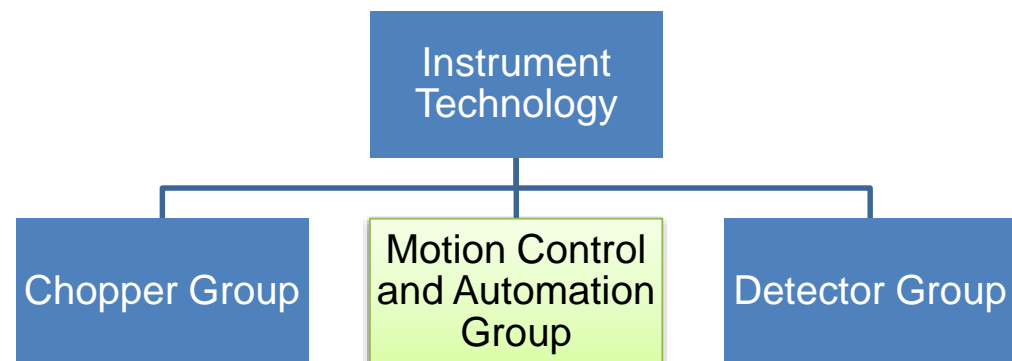 Instrument
Technology
Chopper Group
Motion Control
and Automation
Group
Detector Group